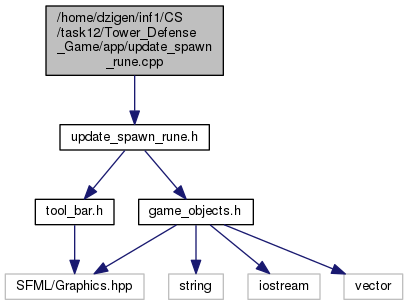 /home/dzigen/inf1/CS
/task12/Tower_Defense
_Game/app/update_spawn
_rune.cpp
update_spawn_rune.h
tool_bar.h
game_objects.h
SFML/Graphics.hpp
string
iostream
vector